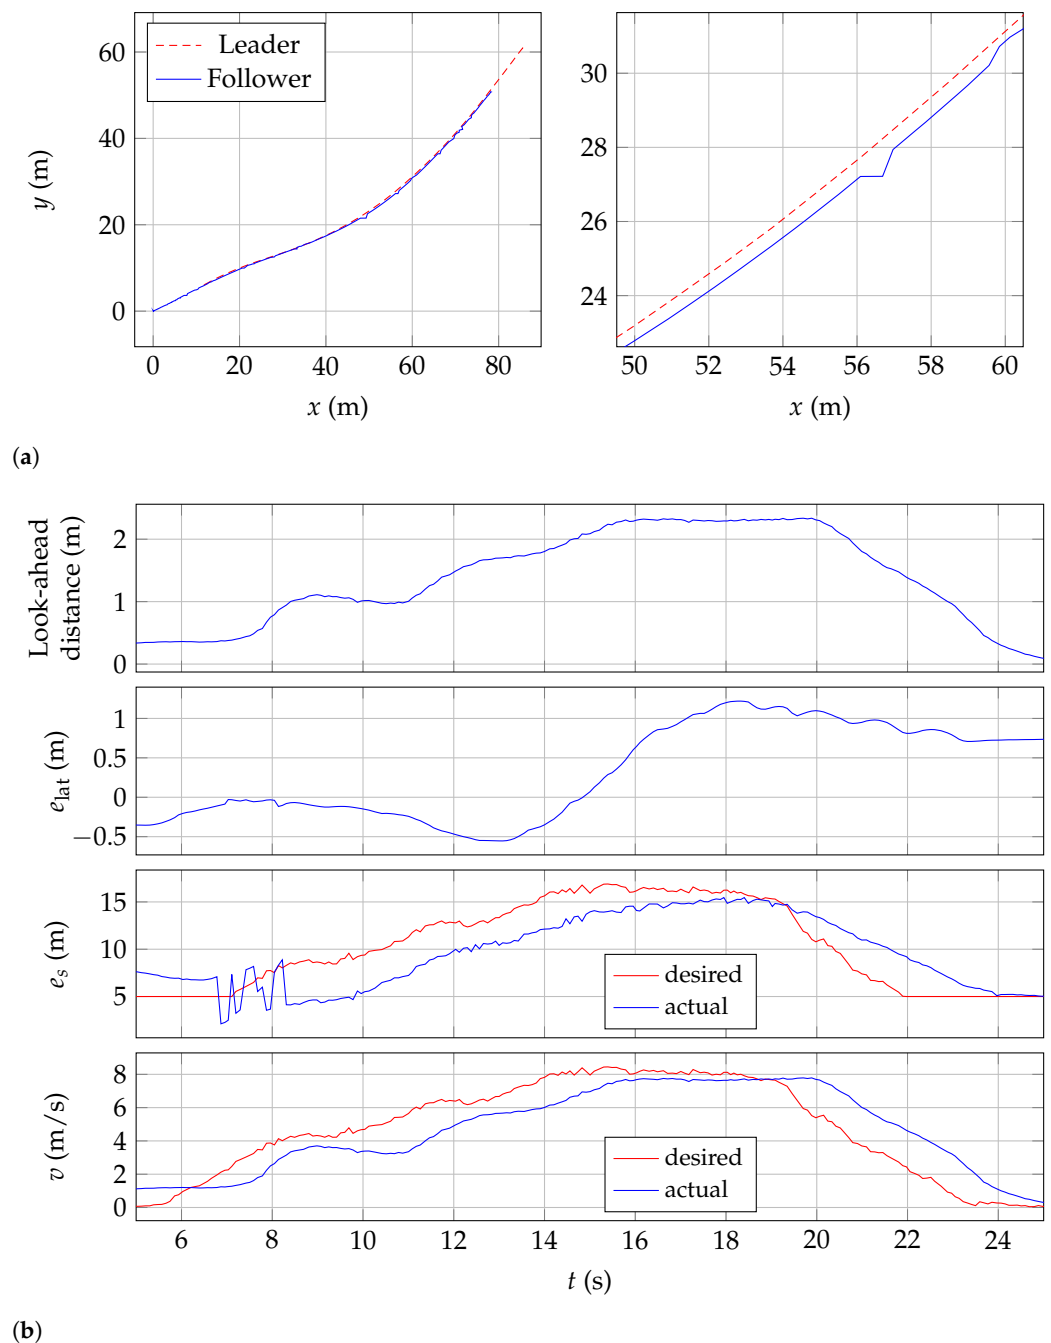 Leader
Follower
60
40
20
0
y (m)
0 20 40 60 80
x (m)
30
28
26
24
50 52 54 56 58 60
x (m)
(a)
Look-ahead
distance (m)
2
1
0
e_lat (m)
1
0.5
0
−0.5
e_s (m)
15
10
5
desired
actual
v (m/s)
8
6
4
2
0
desired
actual
6 8 10 12 14 16 18 20 22 24
t (s)
(b)